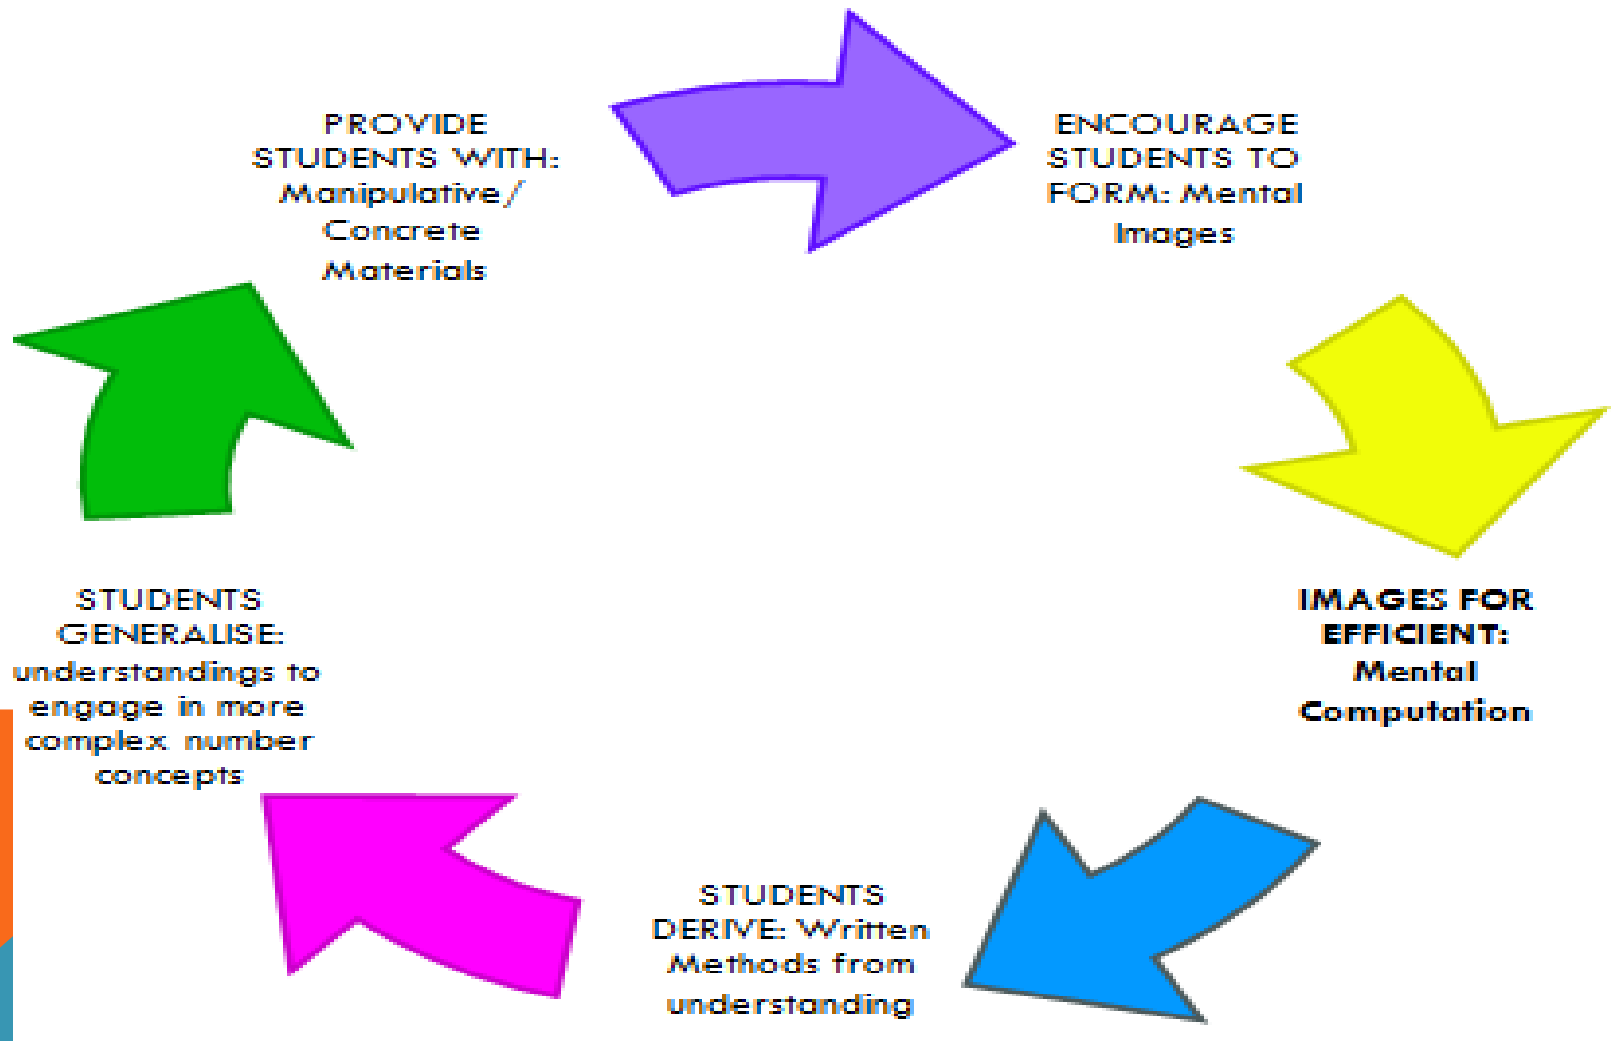 PROVIDE
STUDENTS WITH:
Manipulative/
Concrete
Materials
ENCOURAGE
STUDENTS TO
FORM: Mental
Images
IMAGES FOR
EFFICIENT:
Mental
Computation
STUDENTS
DERIVE: Written
Methods from
understanding
STUDENTS
GENERALISE:
understandings to
engage in more
complex number
concepts